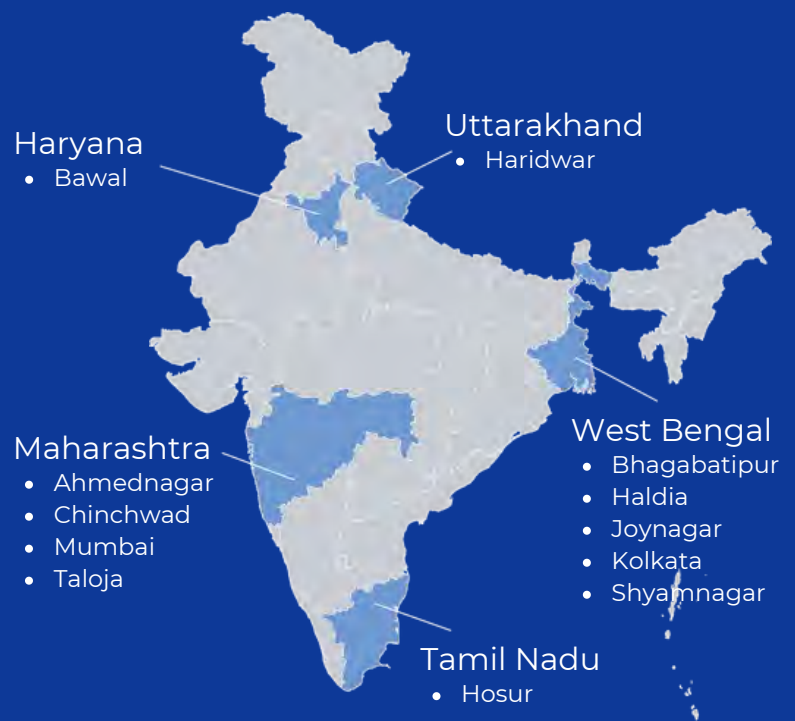 Haryana
• Bawal
Uttarakhand
• Haridwar
Maharashtra
• Ahmednagar
• Chinchwad
• Mumbai
• Taloja
West Bengal
• Bhagabatipur
• Haldia
• Joynagar
• Kolkata
• Shyamnagar
Tamil Nadu
• Hosur